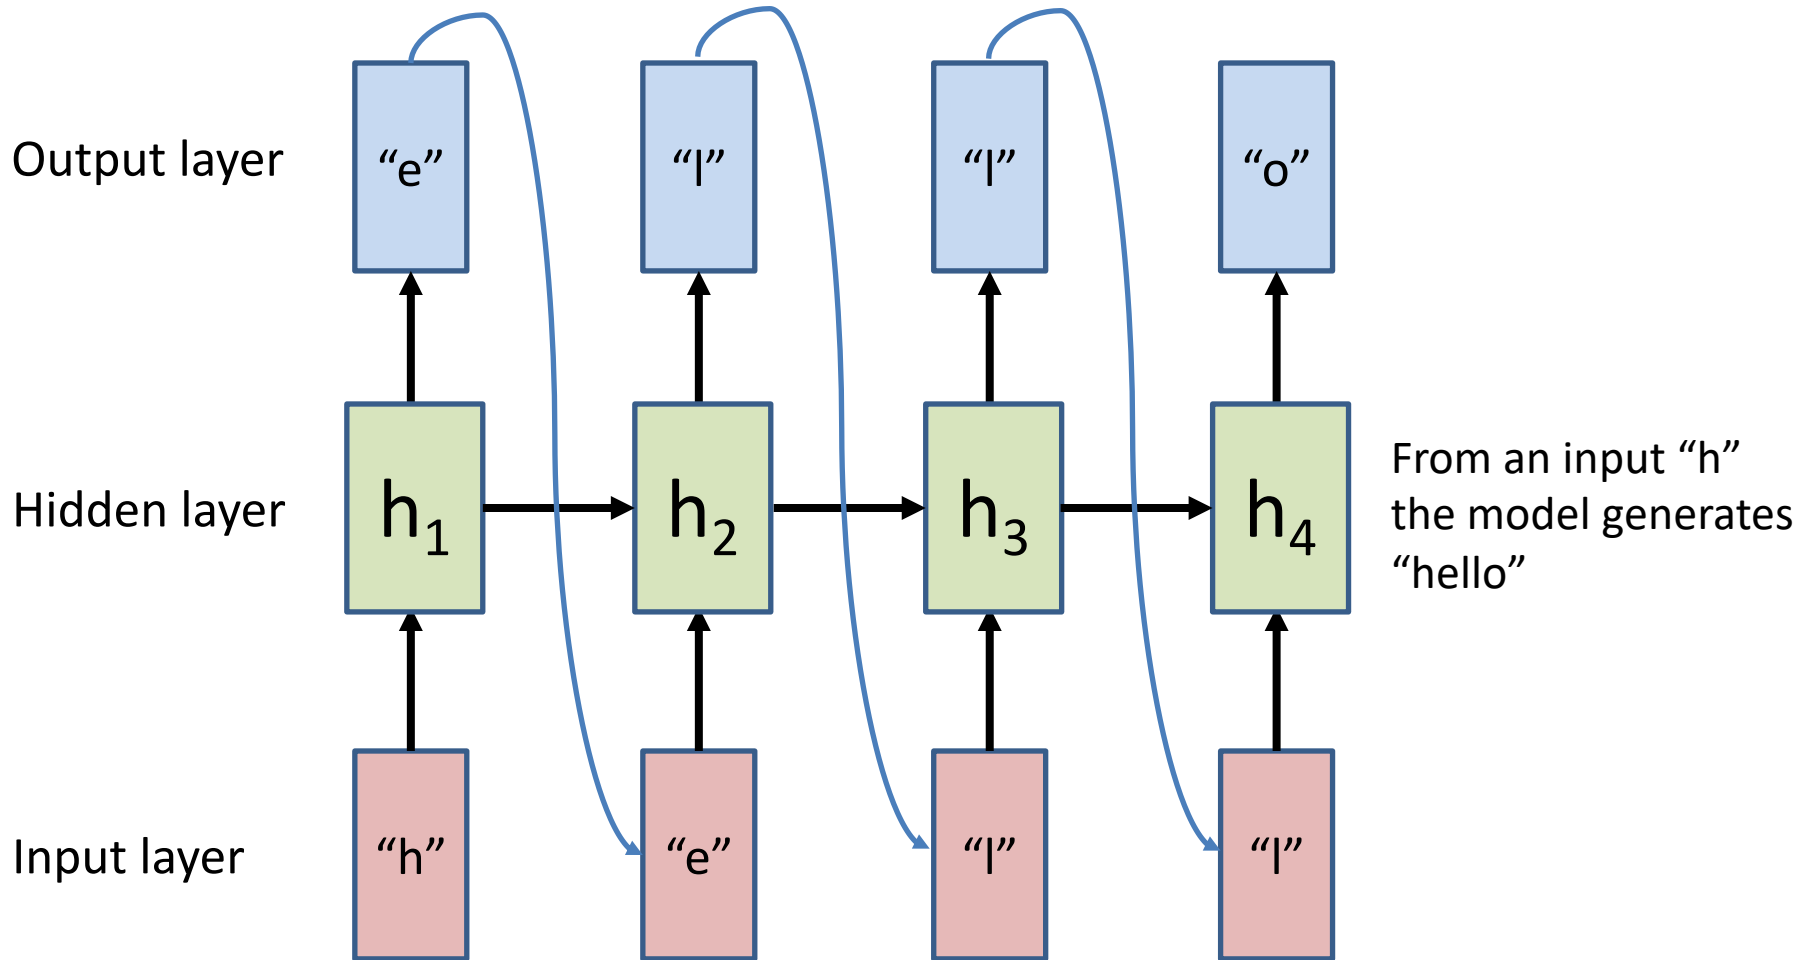 Output layer
“e” “l” “l” “o”
Hidden layer
h₁ h₂ h₃ h₄
From an input “h”
the model generates
“hello”
Input layer
“h” “e” “l” “l”